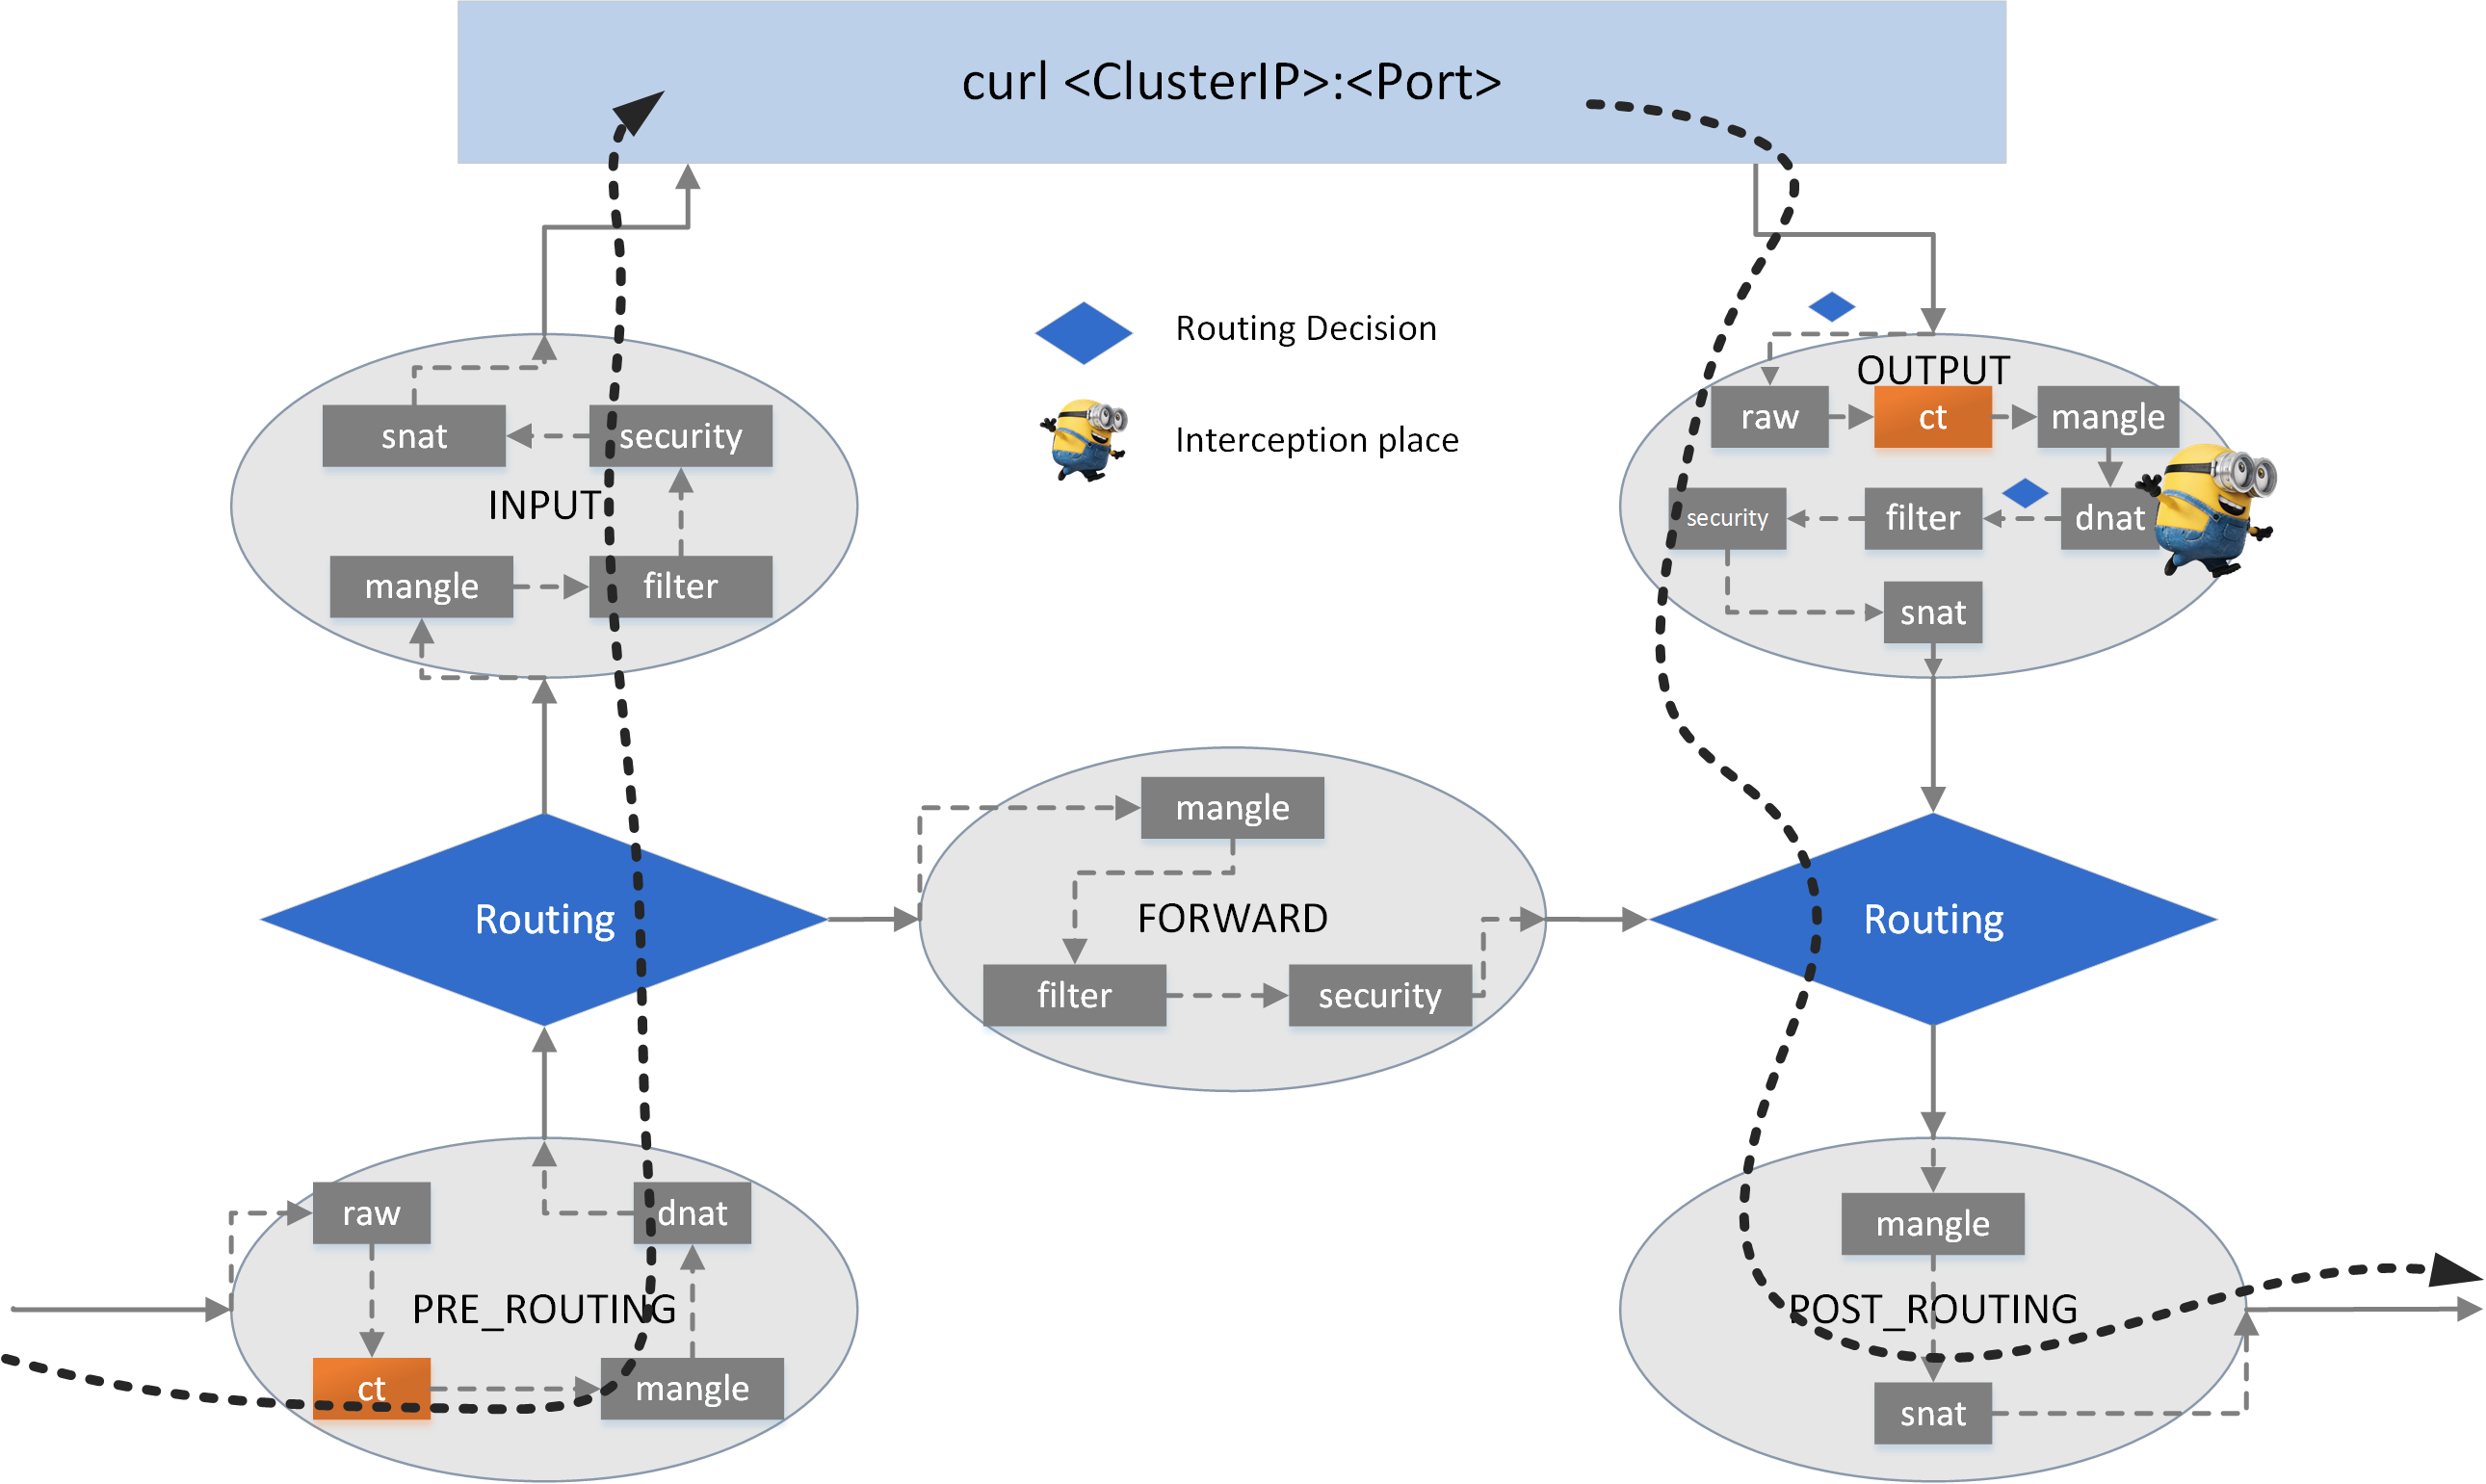 curl <ClusterIP>:<Port>
Routing Decision
Interception place
snat
security
INPUT
mangle
filter
OUTPUT
raw
ct
mangle
security
filter
dnat
snat
Routing
mangle
FORWARD
filter
security
Routing
raw
dnat
PRE_ROUTING
ct
mangle
mangle
POST_ROUTING
snat